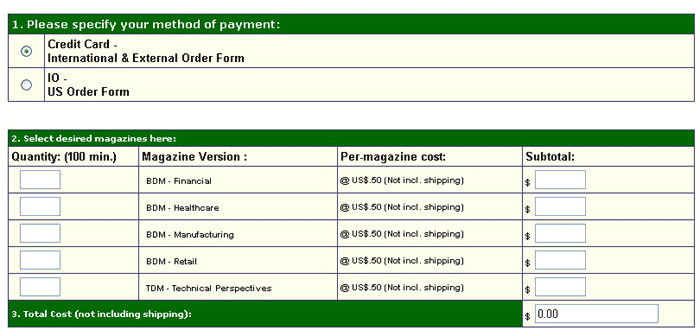 1. Please specify your method of payment:
Credit Card -
International & External Order Form
IO -
US Order Form
2. Select desired magazines here:
Quantity: (100 min.) Magazine Version : Per-magazine cost: Subtotal:
BDM - Financial @ US$.50 (Not incl. shipping) $
BDM - Healthcare @ US$.50 (Not incl. shipping) $
BDM - Manufacturing @ US$.50 (Not incl. shipping) $
BDM - Retail @ US$.50 (Not incl. shipping) $
TDM - Technical Perspectives @ US$.50 (Not incl. shipping) $
3. Total Cost (not including shipping): $ 0.00